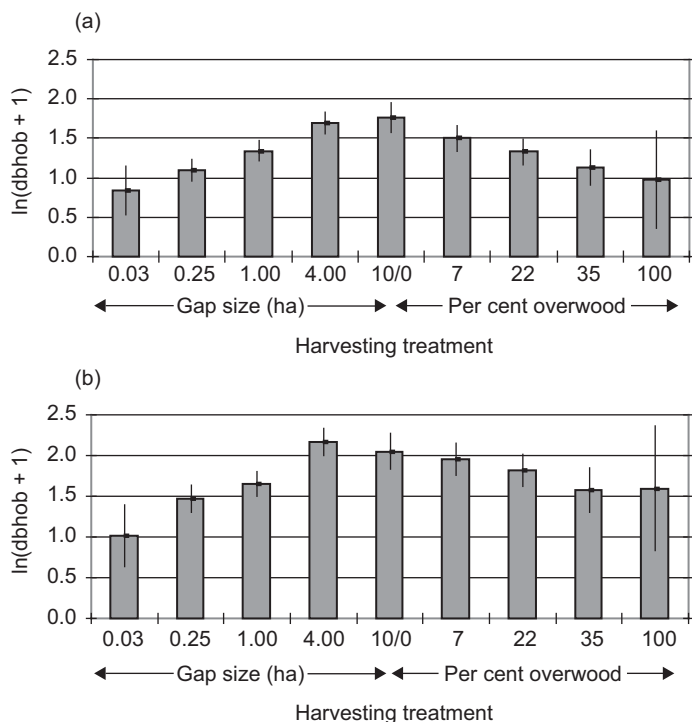 (a)
ln(dbhob + 1)
2.5
2.0
1.5
1.0
0.5
0.0
0.03 0.25 1.00 4.00 10/0 7 22 35 100
Gap size (ha) Per cent overwood
Harvesting treatment
(b)
ln(dbhob + 1)
2.5
2.0
1.5
1.0
0.5
0.0
0.03 0.25 1.00 4.00 10/0 7 22 35 100
Gap size (ha) Per cent overwood
Harvesting treatment